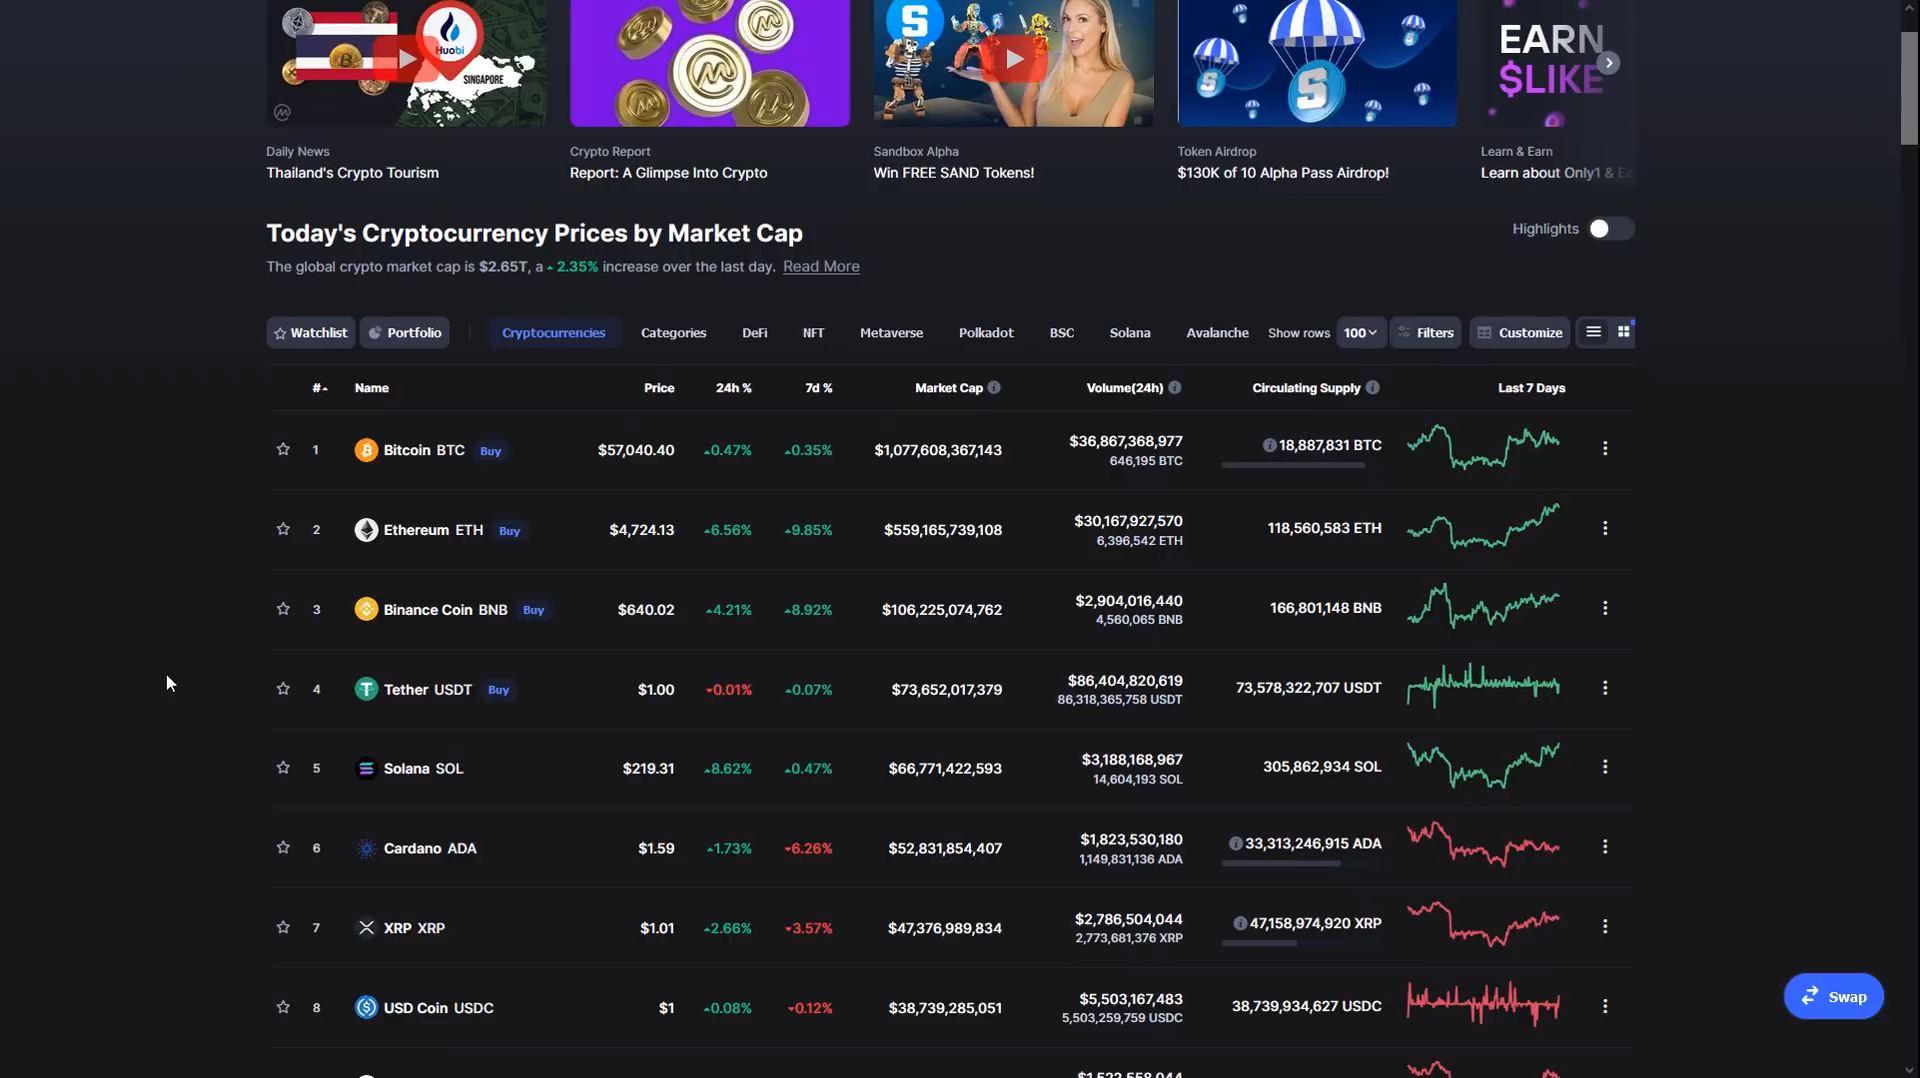 Huobi
SINGAPORE
EARN
$LIKE
Daily News
Thailand's Crypto Tourism
Crypto Report
Report: A Glimpse Into Crypto
Sandbox Alpha
Win FREE SAND Tokens!
Token Airdrop
$130K of 10 Alpha Pass Airdrop!
Learn & Earn
Learn about Only1 &
Today's Cryptocurrency Prices by Market Cap
Highlights
The global crypto market cap is $2.65T, a 2.35% increase over the last day. Read More
Watchlist Portfolio Cryptocurrencies Categories DeFi NFT Metaverse Polkadot BSC Solana Avalanche Show rows 100 Filters Customize
# Name Price 24h % 7d % Market Cap Volume(24h) Circulating Supply Last 7 Days
1 Bitcoin BTC Buy $57,040.40 0.47% 0.35% $1,077,608,367,143 $36,867,368,977 18,887,831 BTC
646,195 BTC
2 Ethereum ETH Buy $4,724.13 6.56% 9.85% $559,165,739,108 $30,167,927,570 118,560,583 ETH
6,396,542 ETH
3 Binance Coin BNB Buy $640.02 4.21% 8.92% $106,225,074,762 $2,904,016,440 166,801,148 BNB
4,560,065 BNB
4 Tether USDT Buy $1.00 0.01% 0.07% $73,652,017,379 $86,404,820,619 73,578,322,707 USDT
86,318,365,758 USDT
5 Solana SOL $219.31 8.62% 0.47% $66,771,422,593 $3,188,168,967 305,862,934 SOL
14,604,193 SOL
6 Cardano ADA $1.59 1.73% 6.26% $52,831,854,407 $1,823,530,180 33,313,246,915 ADA
1,149,831,136 ADA
7 XRP XRP $1.01 2.66% 3.57% $47,376,989,834 $2,786,504,044 47,158,974,920 XRP
2,773,681,376 XRP
8 USD Coin USDC $1 0.08% 0.12% $38,739,285,051 $5,503,167,483 38,739,934,627 USDC
5,503,259,759 USDC
Swap